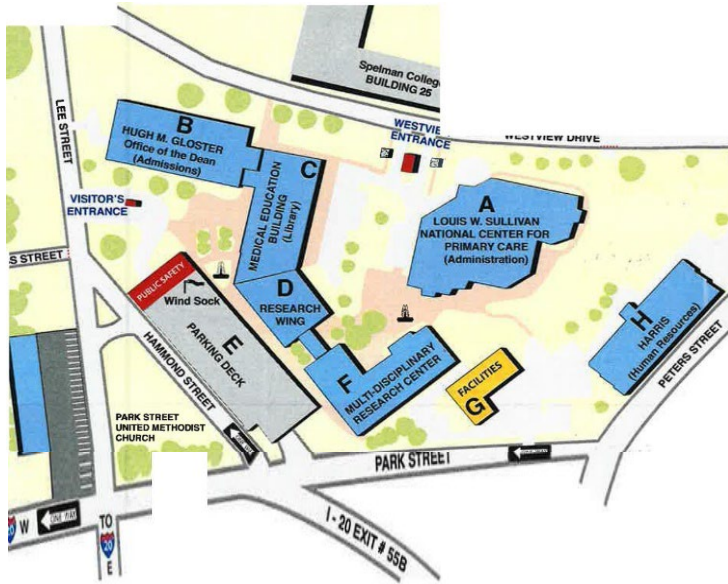 Spelman College
BUILDING 25
LEE STREET
B
HUGH M. GLOSTER
Office of the Dean
(Admissions)
C
MEDICAL EDUCATION
BUILDING
(Library)
WESTVIEW DRIVE
ENTRANCE
A
LOUIS W. SULLIVAN
NATIONAL CENTER FOR
PRIMARY CARE
(Administration)
VISITOR'S
ENTRANCE
S STREET
PUBLIC SAFETY
Wind Sock
D
RESEARCH
WING
E
PARKING DECK
HAMMOND STREET
F
MULTI-DISCIPLINARY
RESEARCH CENTER
FACILITIES
G
H
HARRIS
(Human Resources)
PETERS STREET
PARK STREET
UNITED METHODIST
CHURCH
PARK STREET
I - 20 EXIT # 55B
20
W
ONE WAY
TO
20
E